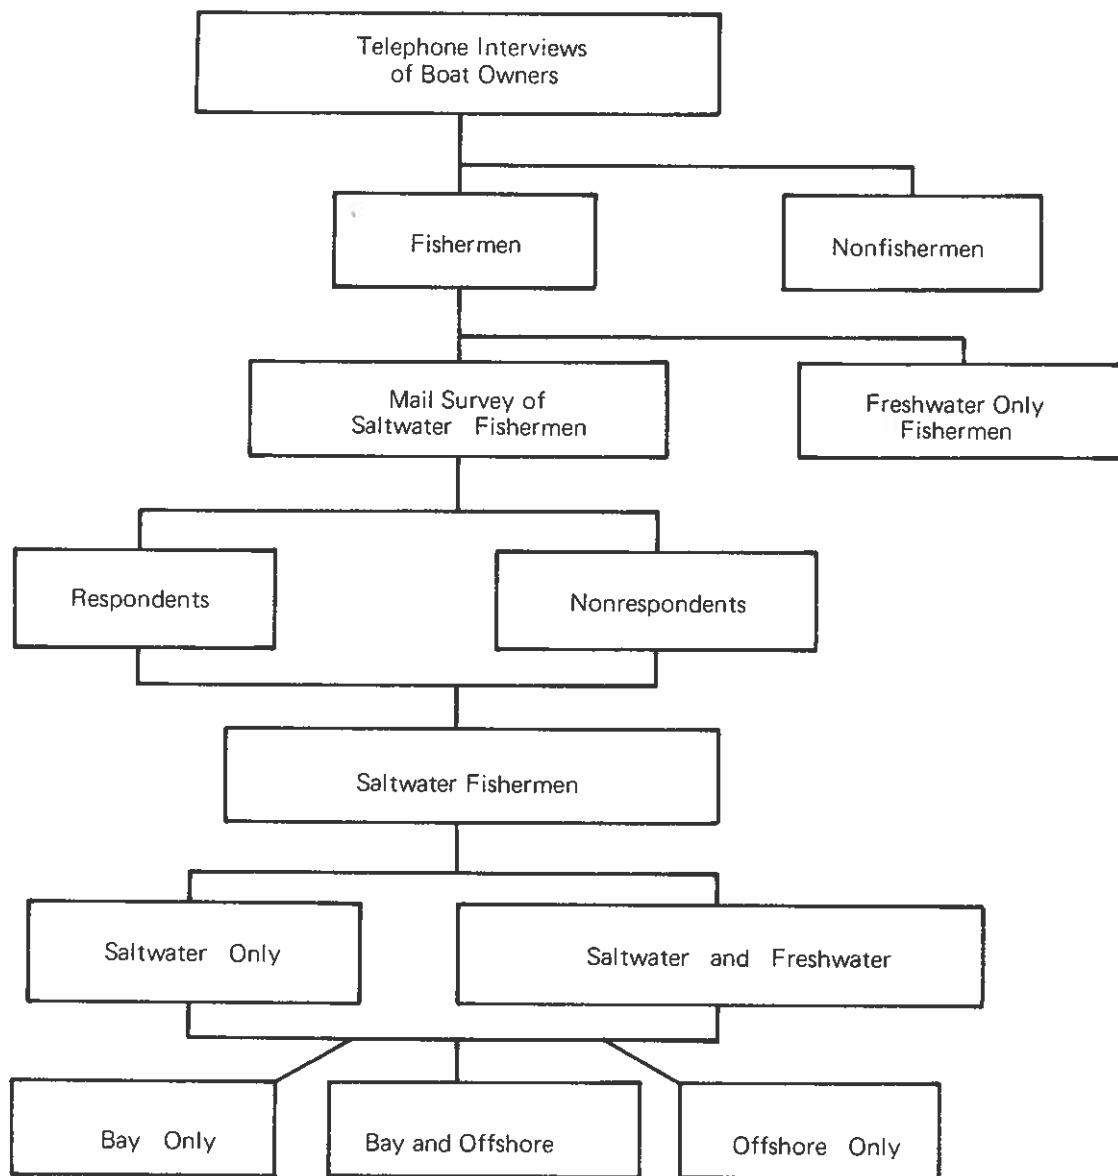 Telephone Interviews
of Boat Owners
Fishermen
Nonfishermen
Mail Survey of
Saltwater Fishermen
Freshwater Only
Fishermen
Respondents
Nonrespondents
Saltwater Fishermen
Saltwater Only
Saltwater and Freshwater
Bay Only
Bay and Offshore
Offshore Only